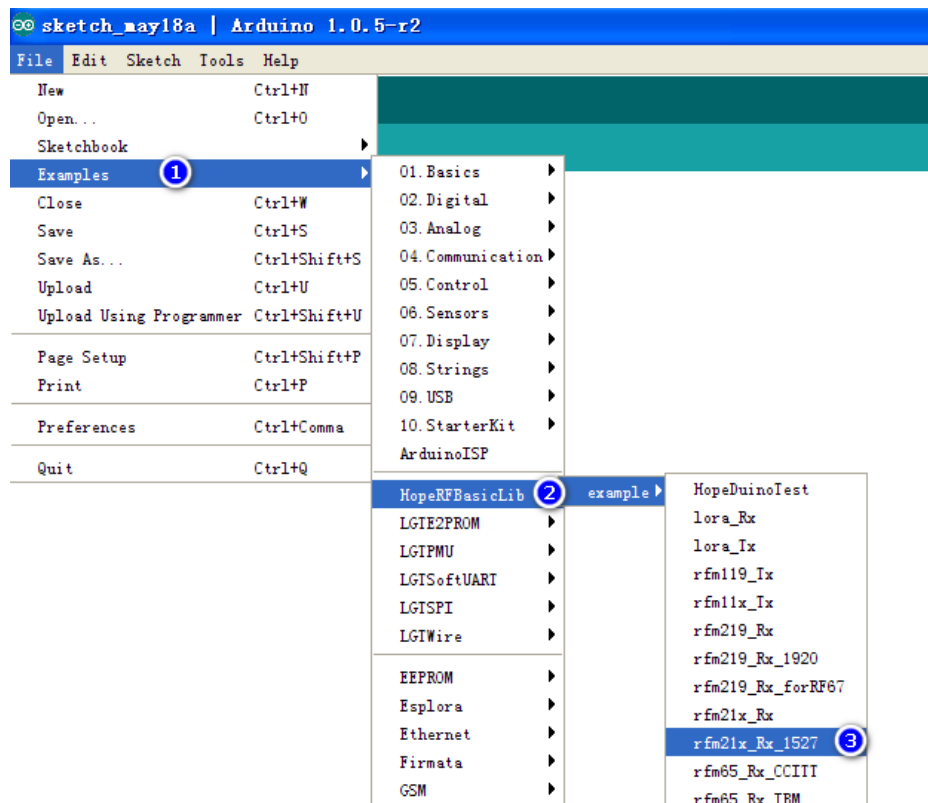 sketch_may18a | Arduino 1.0.5-r2
File Edit Sketch Tools Help
New Ctrl+N
Open... Ctrl+O
Sketchbook
Examples 1
Close Ctrl+W
Save Ctrl+S
Save As... Ctrl+Shift+S
Upload Ctrl+U
Upload Using Programmer Ctrl+Shift+U
Page Setup Ctrl+Shift+P
Print Ctrl+P
Preferences Ctrl+Comma
Quit Ctrl+Q
01.Basics
02.Digital
03.Analog
04.Communication
05.Control
06.Sensors
07.Display
08.Strings
09.USB
10.StarterKit
ArduinoISP
HopeRFBasicLib 2
LGTE2PROM
LGTPMU
LGTSoftUART
LGTSPI
LGTWire
EEPROM
Esplora
Ethernet
Firmata
GSM
example
HopeDuinoTest
lora_Rx
lora_Tx
rfm119_Tx
rfm11x_Tx
rfm219_Rx
rfm219_Rx_1920
rfm219_Rx_forRF67
rfm21x_Rx
rfm21x_Rx_1527 3
rfm65_Rx_CCITT
rfm65_Rx_IBM